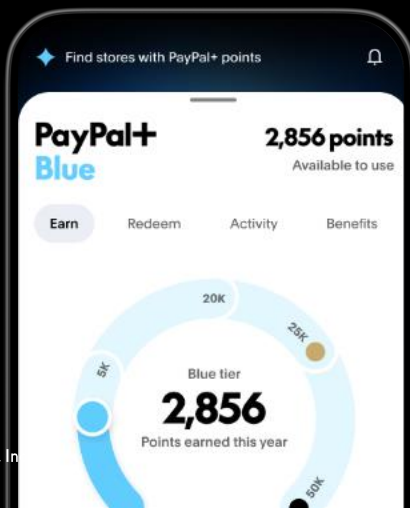 Find stores with PayPal+ points
PayPal+
Blue
2,856 points
Available to use
Earn
Redeem
Activity
Benefits
20K
25K
5K
Blue tier
2,856
Points earned this year
In
50K